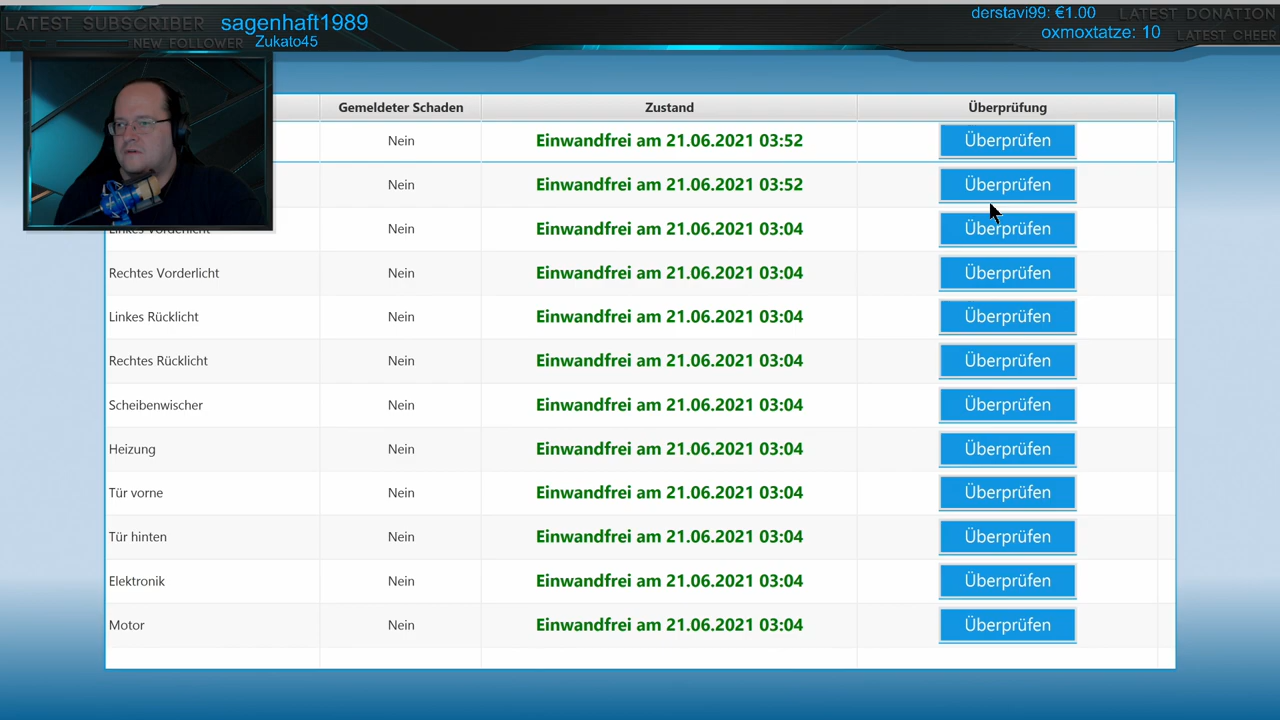 LATEST SUBSCRIBER sagenhaft1989
NEW FOLLOWER Zukato45
derstavi99: €1.00 LATEST DONATION
oxmoxtatze: 10 LATEST CHEER
Gemeldeter Schaden Zustand Überprüfung
Nein Einwandfrei am 21.06.2021 03:52 Überprüfen
Nein Einwandfrei am 21.06.2021 03:52 Überprüfen
Linkes Vorderlicht Nein Einwandfrei am 21.06.2021 03:04 Überprüfen
Rechtes Vorderlicht Nein Einwandfrei am 21.06.2021 03:04 Überprüfen
Linkes Rücklicht Nein Einwandfrei am 21.06.2021 03:04 Überprüfen
Rechtes Rücklicht Nein Einwandfrei am 21.06.2021 03:04 Überprüfen
Scheibenwischer Nein Einwandfrei am 21.06.2021 03:04 Überprüfen
Heizung Nein Einwandfrei am 21.06.2021 03:04 Überprüfen
Tür vorne Nein Einwandfrei am 21.06.2021 03:04 Überprüfen
Tür hinten Nein Einwandfrei am 21.06.2021 03:04 Überprüfen
Elektronik Nein Einwandfrei am 21.06.2021 03:04 Überprüfen
Motor Nein Einwandfrei am 21.06.2021 03:04 Überprüfen